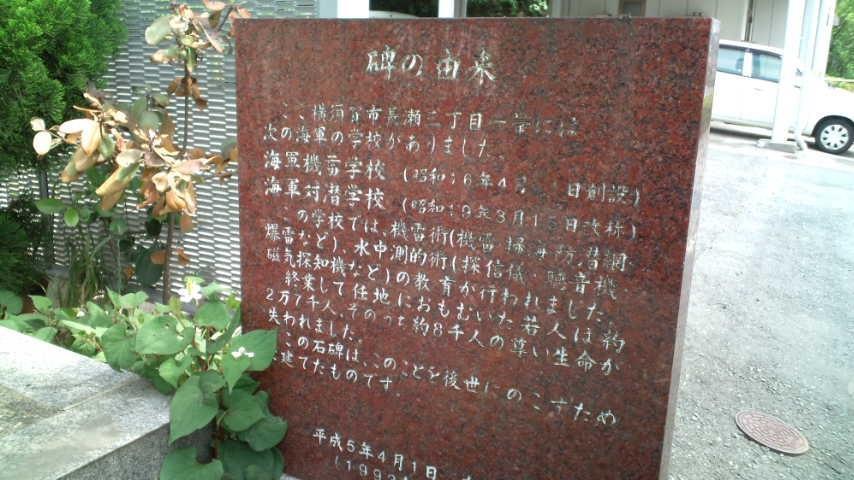 碑の由来
ここ横須賀市長瀬三丁目一帯には
次の海軍の学校がありました。
海軍機雷学校 (昭和16年4月1日創設)
海軍対潜学校 (昭和19年3月15日改称)
この学校では、機雷術(機雷 掃海 防潜網
爆雷など)、水中測的術(探信儀 聴音機
磁気探知機など)の教育が行われました。
終業して任地におもむいた若人は約
2万7千人、そのうち約8千人の尊い生命が
失われました。
この石碑は、このことを後世にのこすため
建てたものです。
平成5年4月1日
(1993